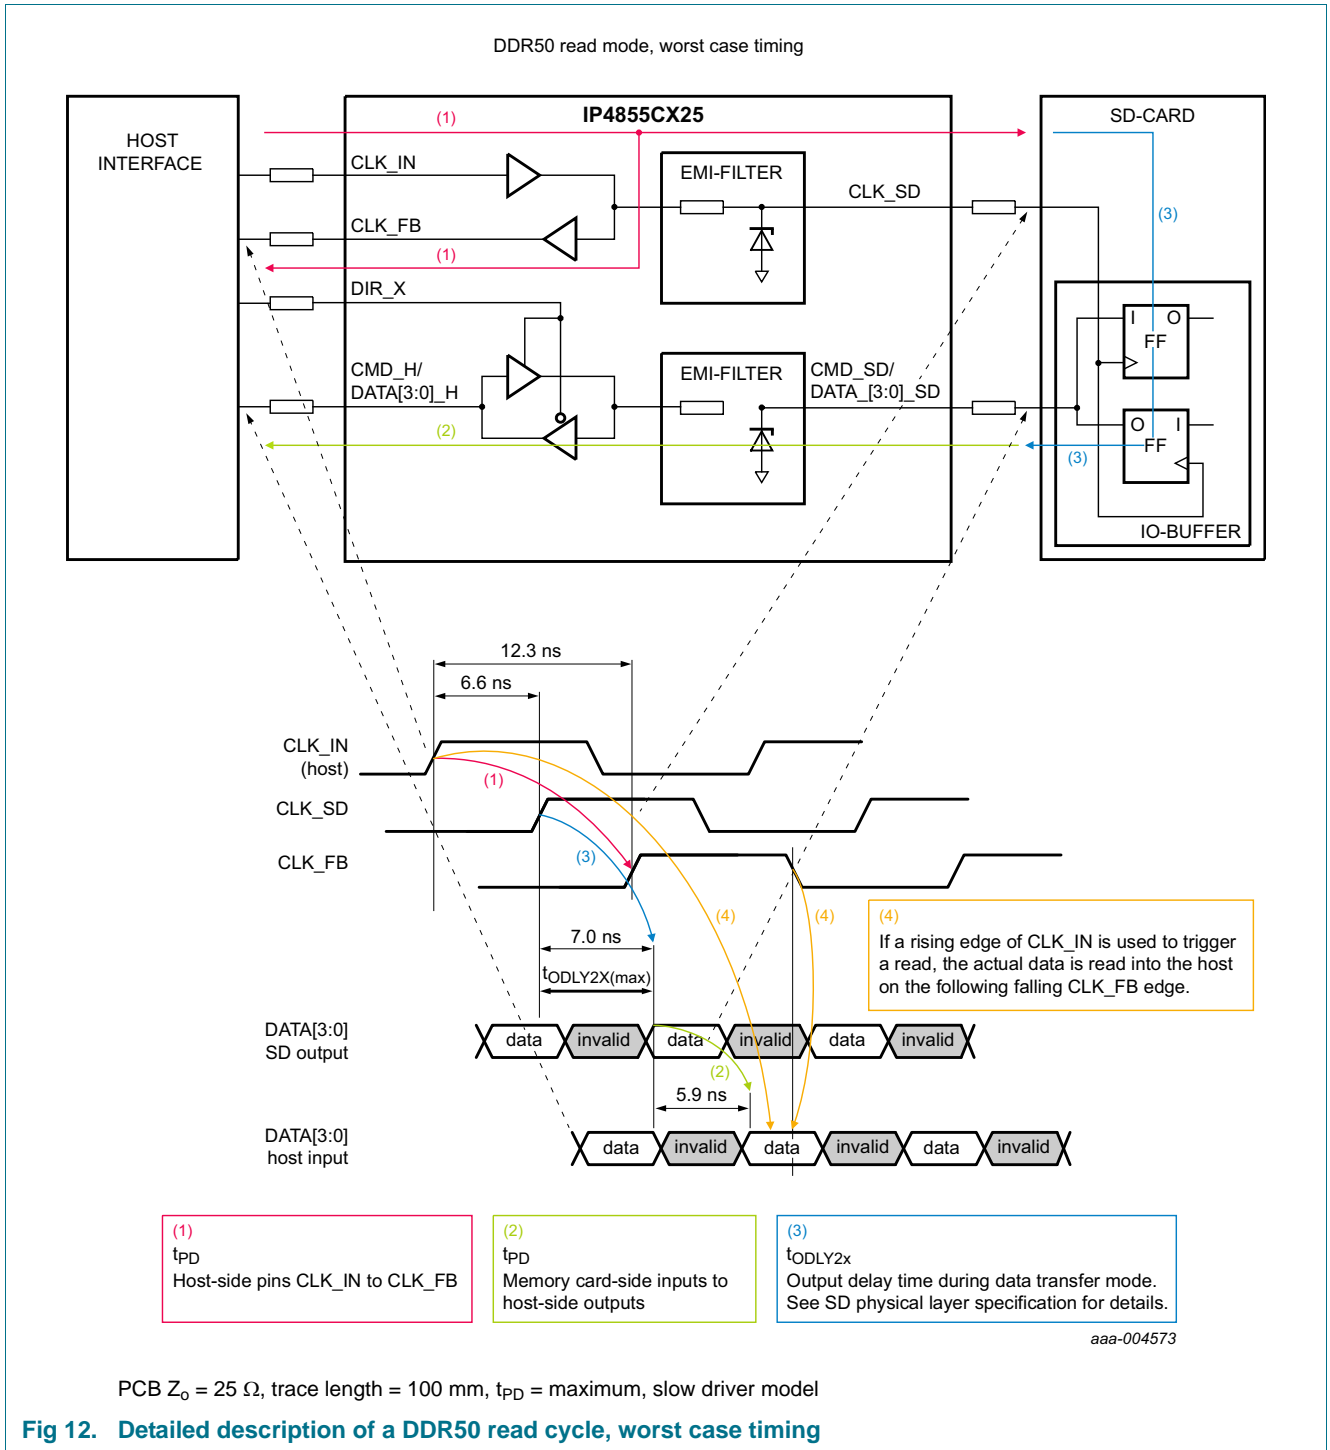 DDR50 read mode, worst case timing
HOST
INTERFACE
IP4855CX25
SD-CARD
(1)
CLK_IN
EMI-FILTER
CLK_SD
(3)
CLK_FB
(1)
DIR_X
I O
FF
CMD_H/
DATA[3:0]_H
EMI-FILTER
CMD_SD/
DATA_[3:0]_SD
(2)
(3)
O I
FF
IO-BUFFER
12.3 ns
6.6 ns
CLK_IN
(host)
(1)
CLK_SD
(3)
CLK_FB
(4)
(4)
(4)
If a rising edge of CLK_IN is used to trigger
a read, the actual data is read into the host
on the following falling CLK_FB edge.
7.0 ns
tODLY2X(max)
DATA[3:0]
SD output
data invalid data invalid data invalid
(2)
5.9 ns
DATA[3:0]
host input
data invalid data invalid data invalid
(1)
tPD
Host-side pins CLK_IN to CLK_FB
(2)
tPD
Memory card-side inputs to
host-side outputs
(3)
tODLY2x
Output delay time during data transfer mode.
See SD physical layer specification for details.
aaa-004573
PCB Zo = 25 Ω, trace length = 100 mm, tPD = maximum, slow driver model
Fig 12. Detailed description of a DDR50 read cycle, worst case timing